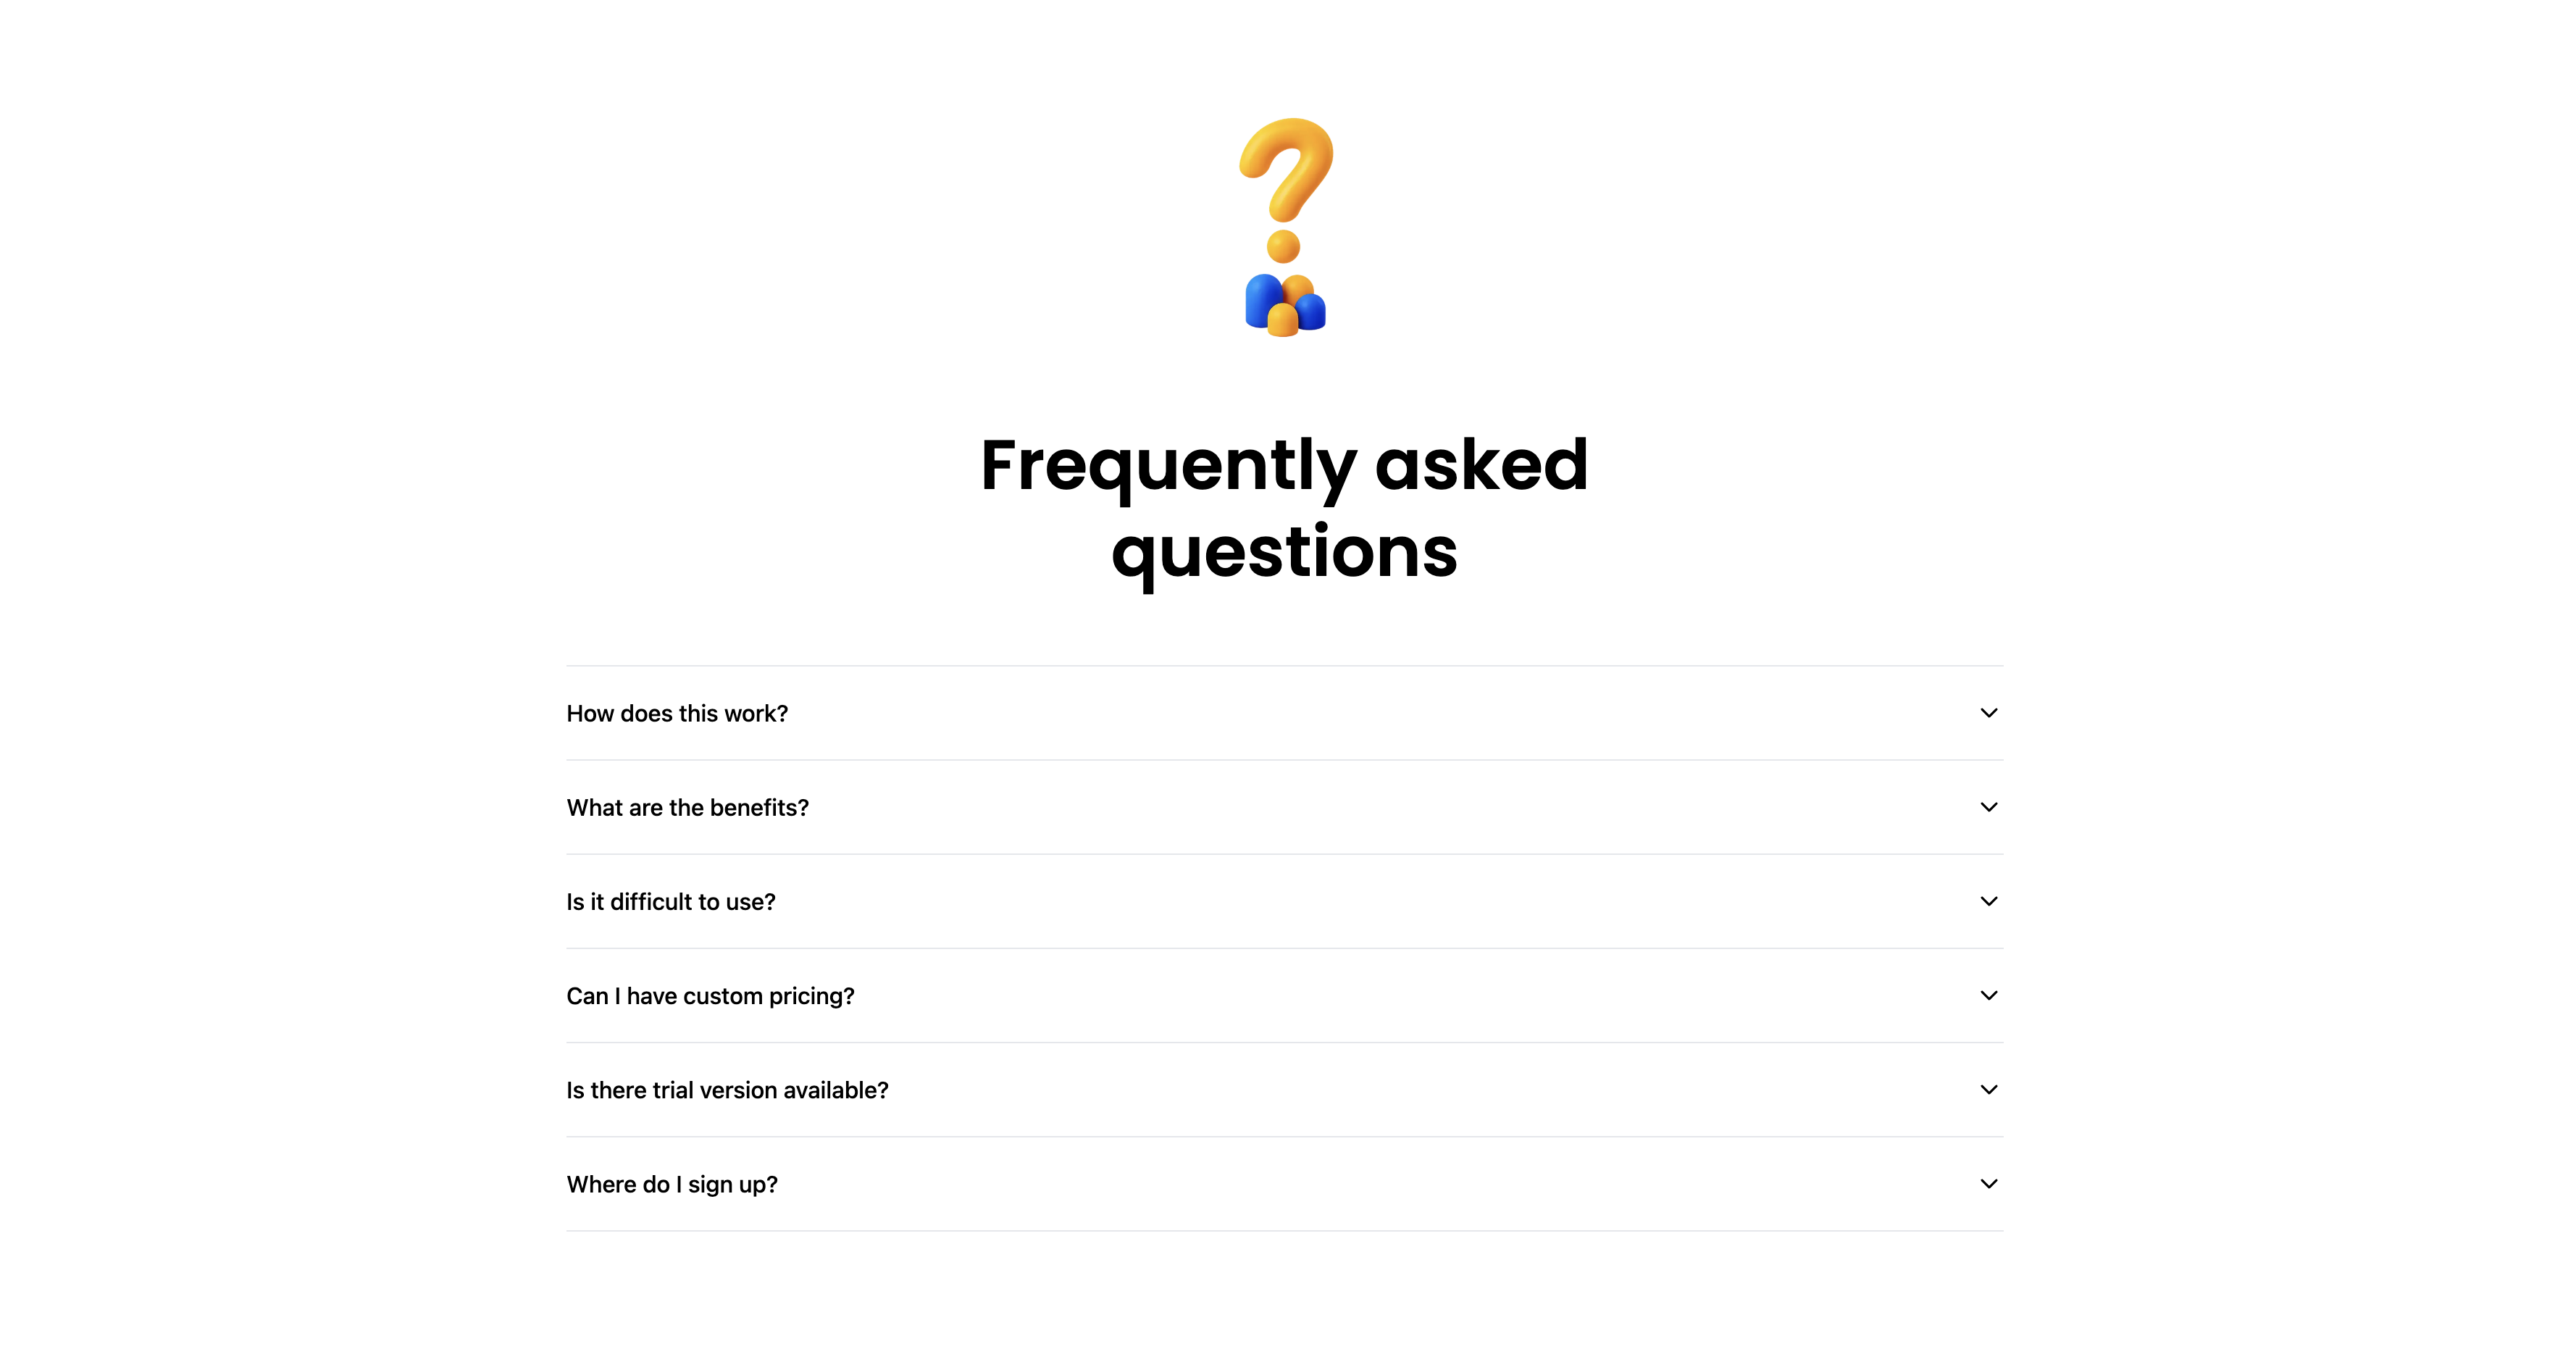 Frequently asked
questions
How does this work?
What are the benefits?
Is it difficult to use?
Can I have custom pricing?
Is there trial version available?
Where do I sign up?